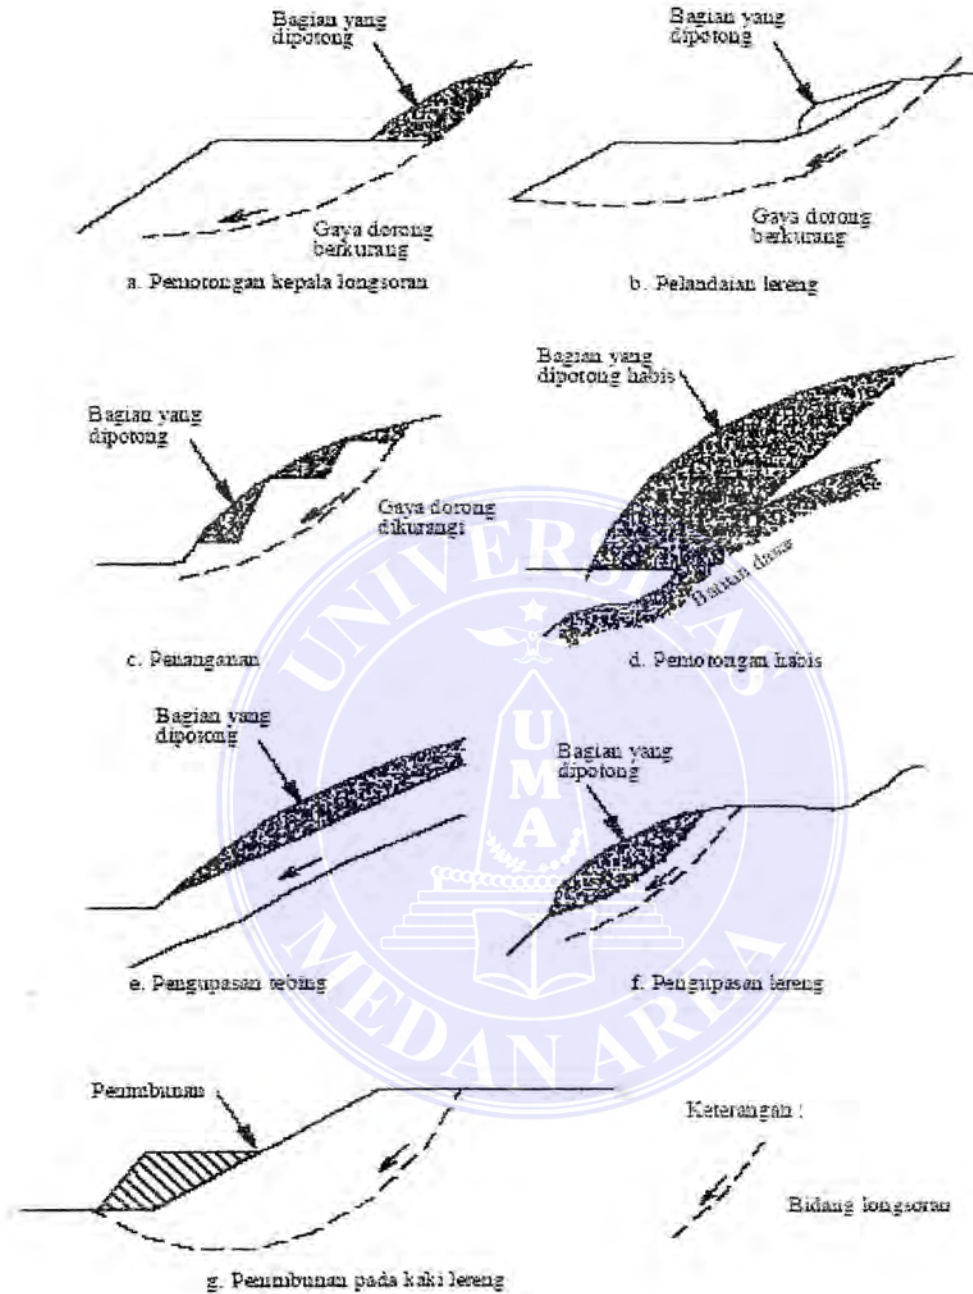 Bagian yang
dipotong
Gaya dorong
berkurang
a. Pemotongan kepala longsoran
Bagian yang
dipotong
Gaya dorong
berkurang
b. Pelandaian lereng
Bagian yang
dipotong
Gaya dorong
dikurangi
c. Penanganan
Bagian yang
dipotong habis
Batuan dasar
d. Pemotongan habis
Bagian yang
dipotong
e. Pengupasan tebing
Bagian yang
dipotong
f. Pengupasan lereng
Penimbunan
g. Penimbunan pada kaki lereng
Keterangan :
Bidang longsoran
UNIVERSITAS
MEDAN AREA
UMA